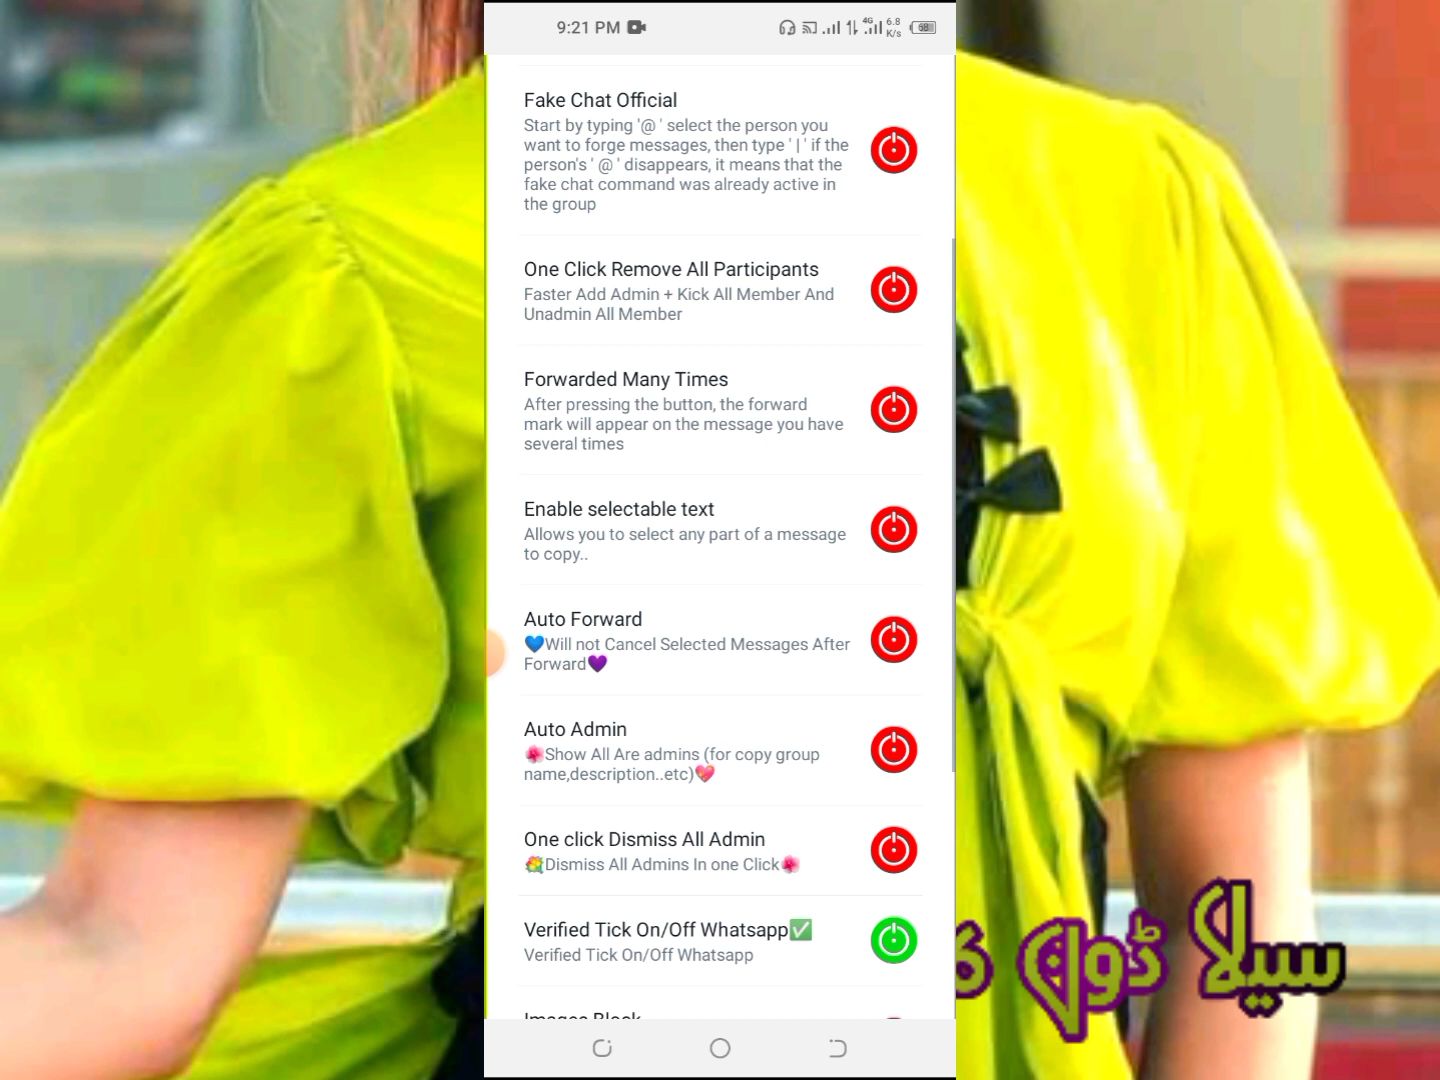 9:21 PM
4G
6.8
K/s
68
Fake Chat Official
Start by typing '@ ' select the person you
want to forge messages, then type ' | ' if the
person's ' @ ' disappears, it means that the
fake chat command was already active in
the group
One Click Remove All Participants
Faster Add Admin + Kick All Member And
Unadmin All Member
Forwarded Many Times
After pressing the button, the forward
mark will appear on the message you have
several times
Enable selectable text
Allows you to select any part of a message
to copy..
Auto Forward
💙Will not Cancel Selected Messages After
Forward💜
Auto Admin
🌺Show All Are admins (for copy group
name,description..etc)💖
One click Dismiss All Admin
💐Dismiss All Admins In one Click🌺
Verified Tick On/Off Whatsapp✅
Verified Tick On/Off Whatsapp
Images Block
سیلا ڈون